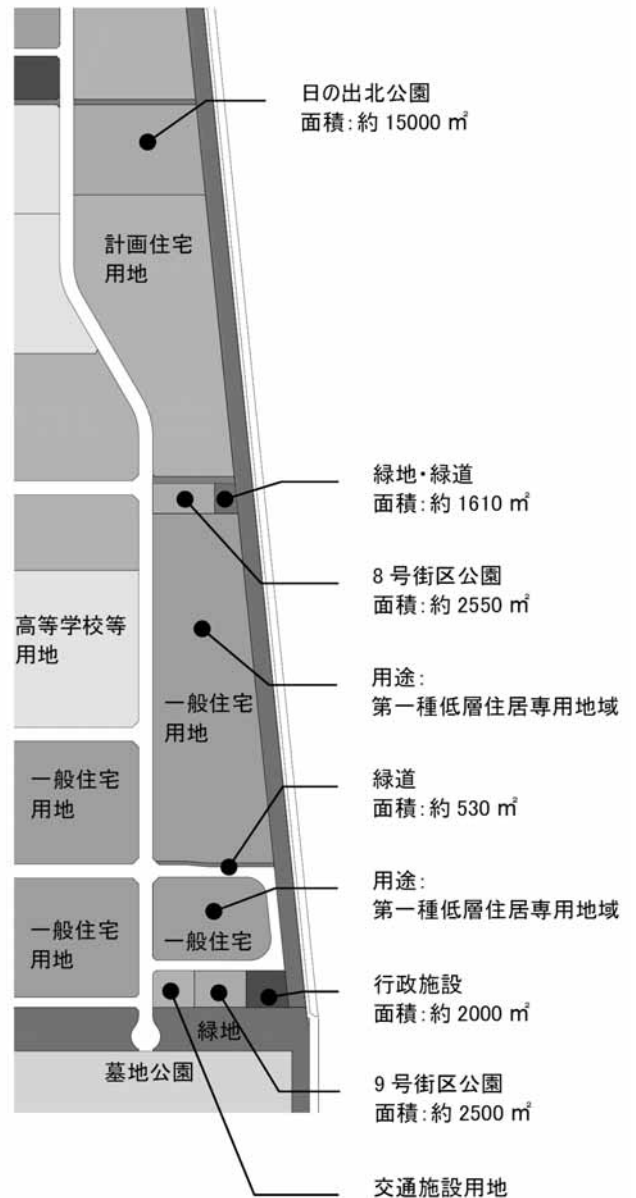 日の出北公園
面積:約 15000 ㎡
計画住宅
用地
緑地・緑道
面積:約 1610 ㎡
8 号街区公園
面積:約 2550 ㎡
高等学校等
用地
用途:
第一種低層住居専用地域
一般住宅
用地
一般住宅
用地
緑道
面積:約 530 ㎡
用途:
第一種低層住居専用地域
一般住宅
用地
一般住宅
行政施設
面積:約 2000 ㎡
緑地
墓地公園
9 号街区公園
面積:約 2500 ㎡
交通施設用地